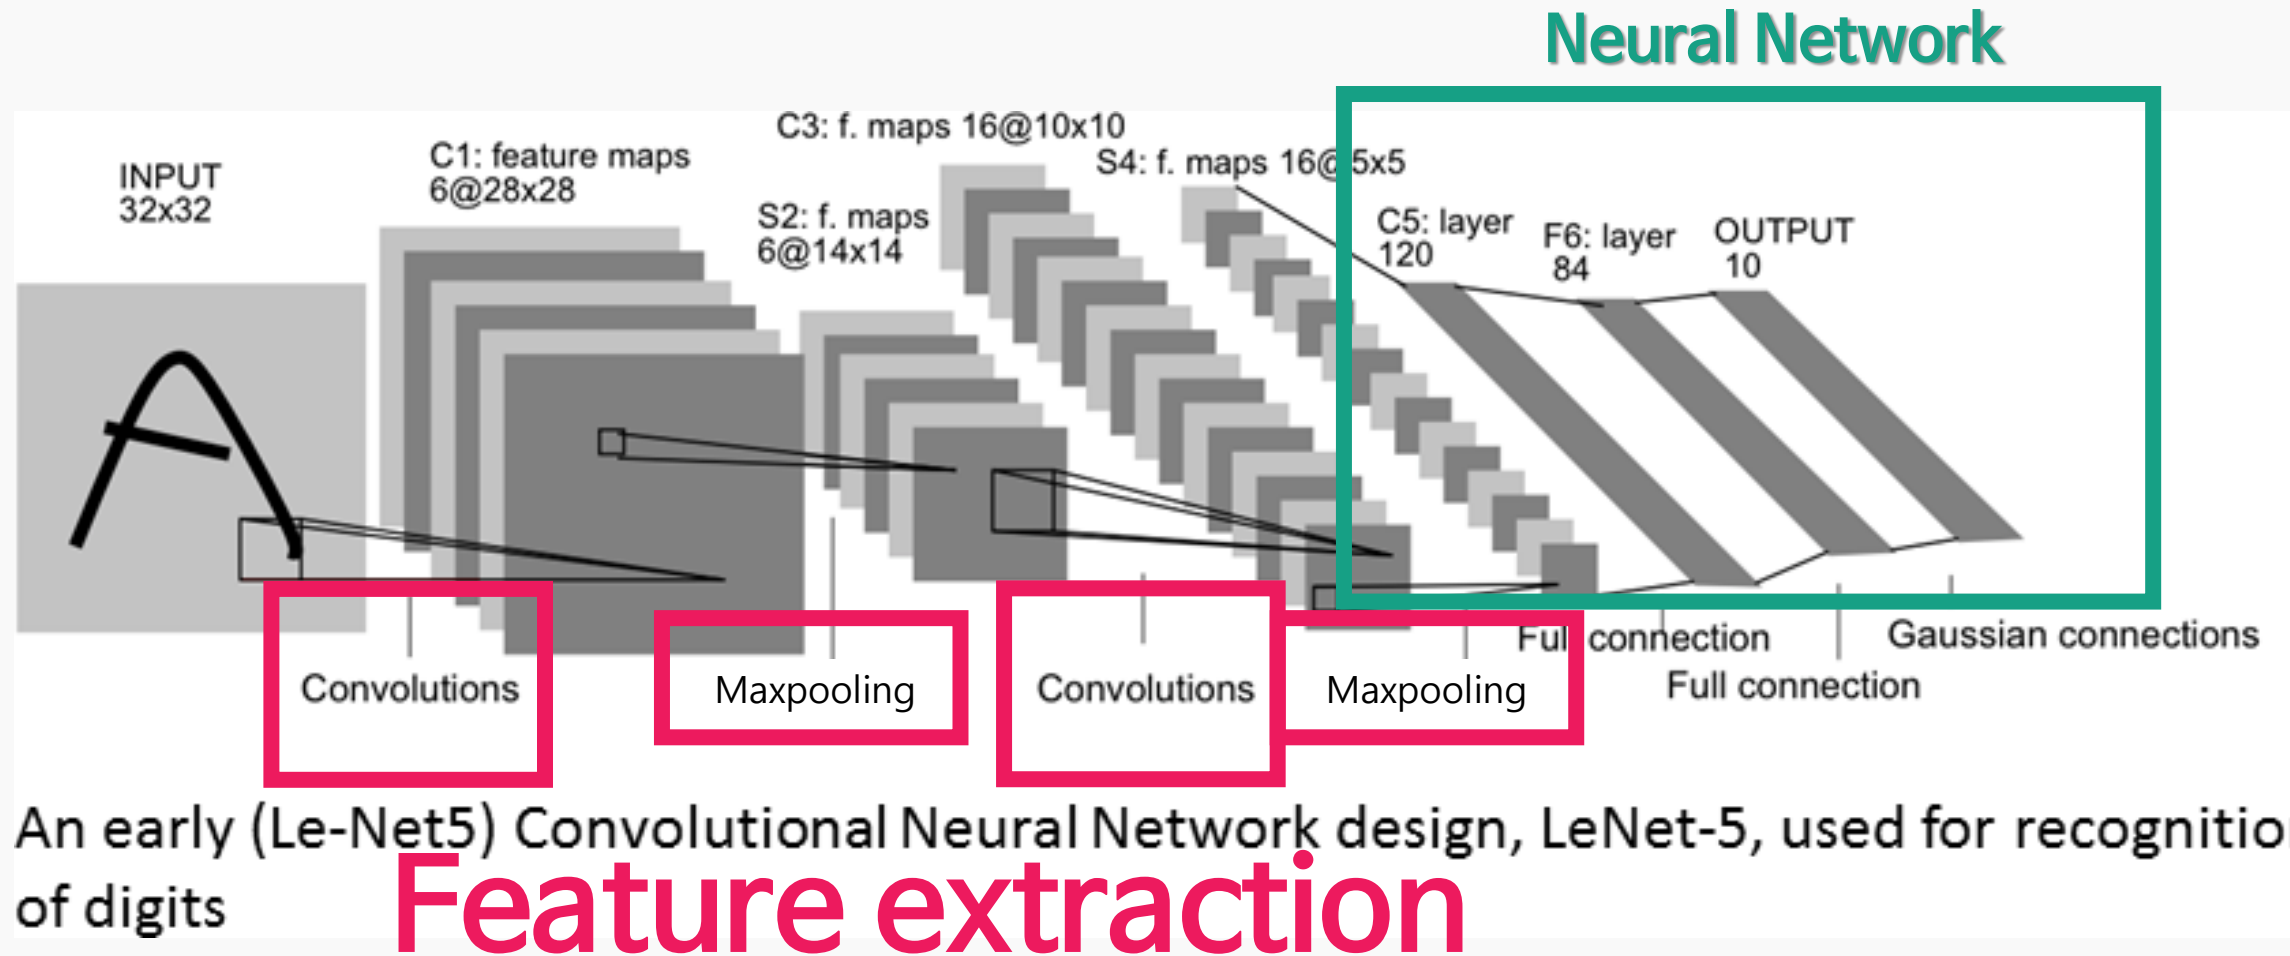 Neural Network
INPUT
32x32
C1: feature maps
6@28x28
C3: f. maps 16@10x10
S2: f. maps
6@14x14
S4: f. maps 16@5x5
C5: layer
120
F6: layer
84
OUTPUT
10
Convolutions
Maxpooling
Convolutions
Maxpooling
Full connection
Full connection
Gaussian connections
An early (Le-Net5) Convolutional Neural Network design, LeNet-5, used for recognitio
of digits
Feature extraction